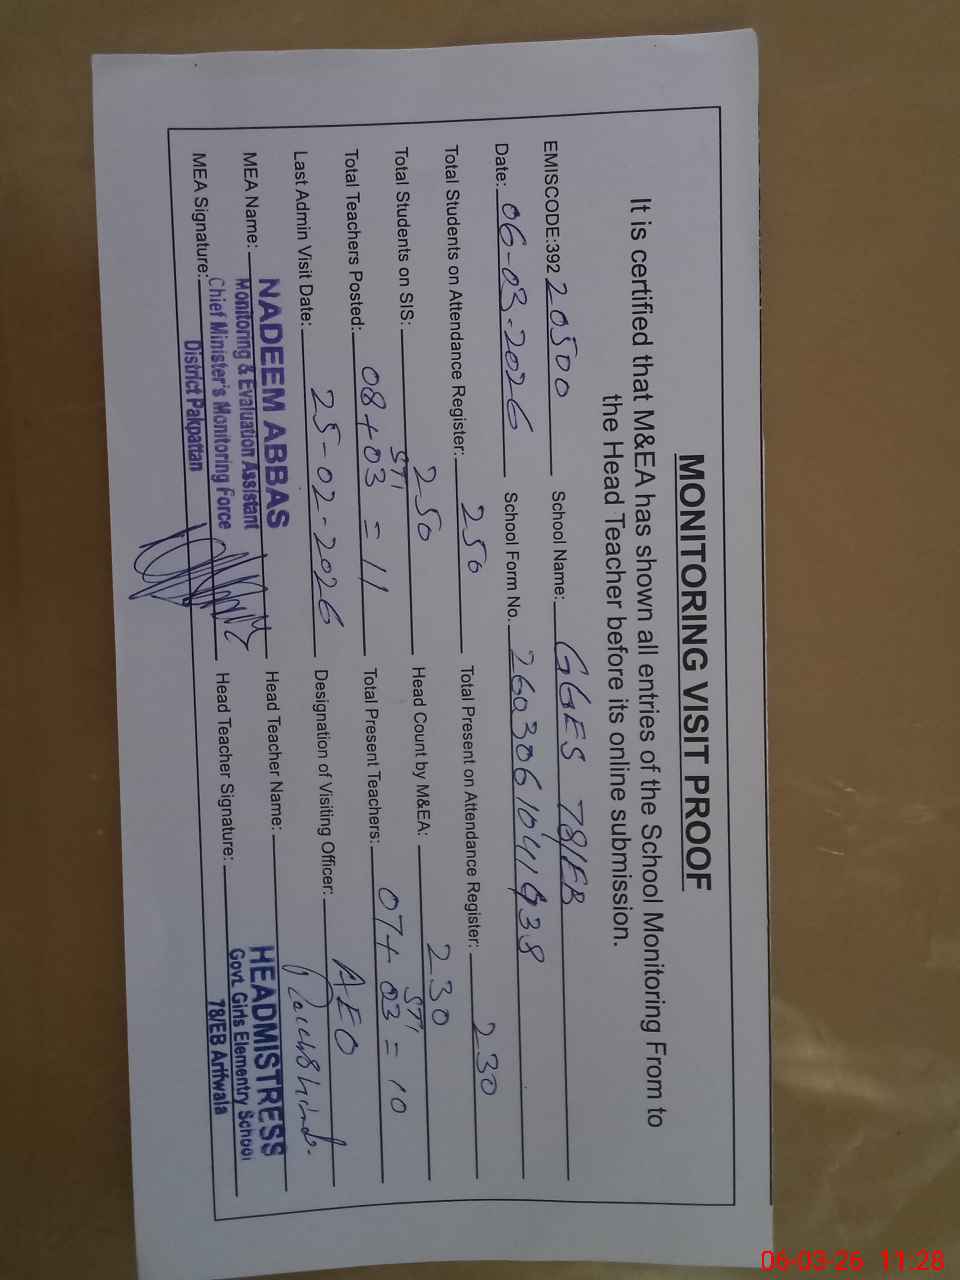 MONITORING VISIT PROOF
It is certified that M&EA has shown all entries of the School Monitoring From to
the Head Teacher before its online submission.
EMISCODE:392 20500 School Name: GGES 78/EB
Date: 06-03-2026 School Form No. 2603061041938
Total Students on Attendance Register: 250 Total Present on Attendance Register: 230
Total Students on SIS: 250 Head Count by M&EA: 230
Total Teachers Posted: 08 + 03 STI = 11 Total Present Teachers: 07 + 03 STI = 10
Last Admin Visit Date: 25-02-2026 Designation of Visiting Officer: AEO
MEA Name: NADEEM ABBAS Head Teacher Name:
Monitoring & Evaluation Assistant HEADMISTRESS
MEA Signature: Chief Minister's Monitoring Force Head Teacher Signature: Govt. Girls Elementry School
District Pakpattan 78/EB Arifwala
06-03-26 11:28